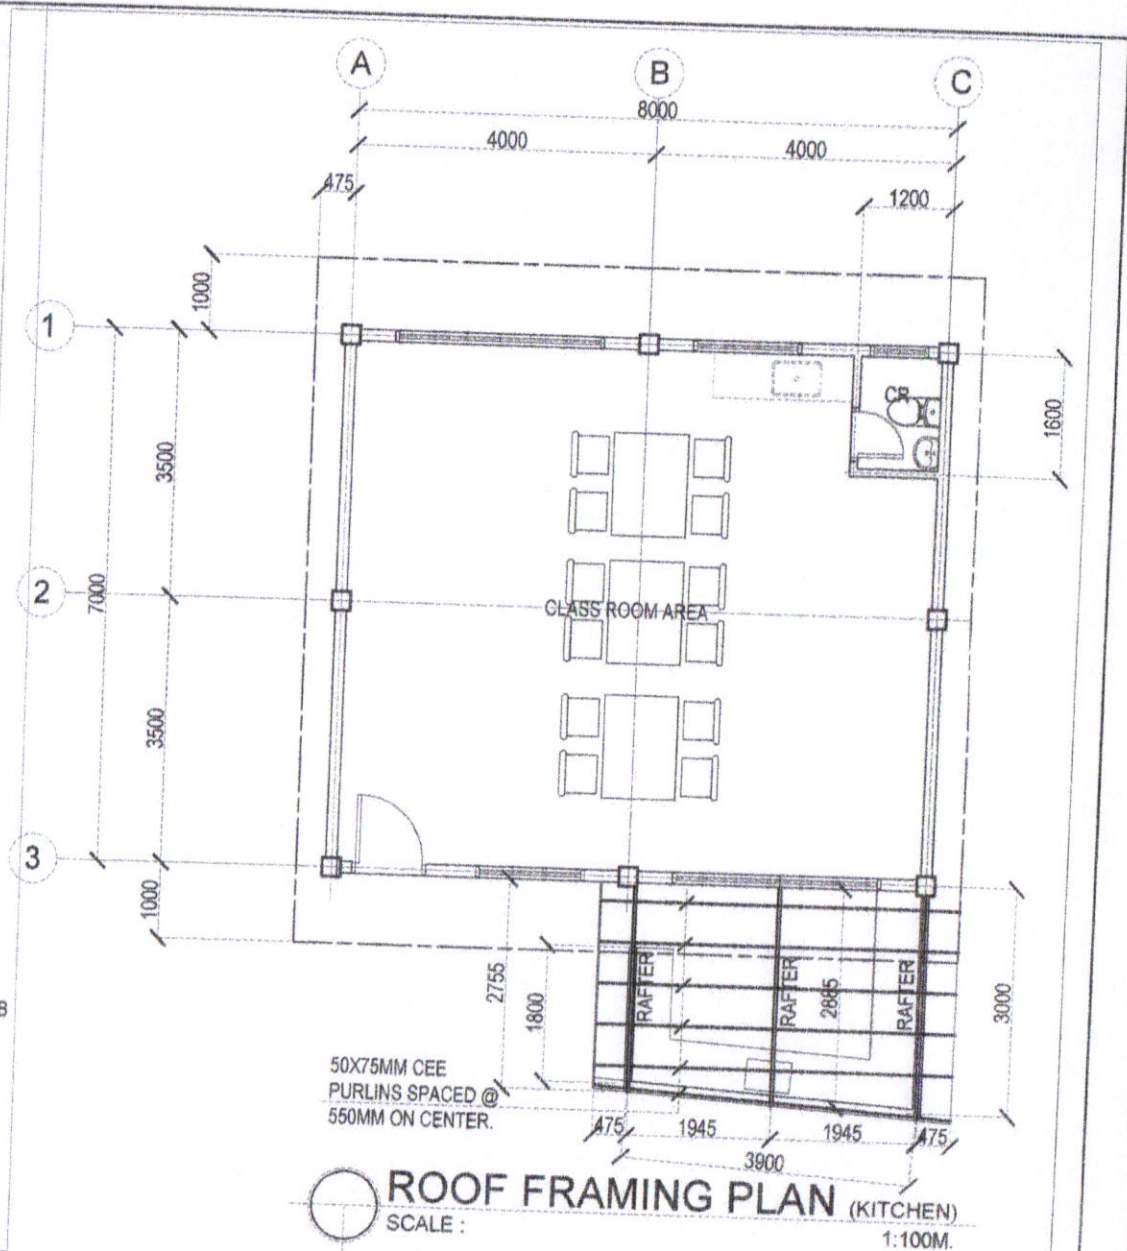 A
B
C
8000
4000
4000
475
1200
1000
1
CR
1600
3500
7000
2
CLASS ROOM AREA
3500
3
1000
2755
1800
RAFTER
RAFTER
2885
RAFTER
3000
B
50X75MM CEE
PURLINS SPACED @
550MM ON CENTER.
475
1945
1945
475
3900
ROOF FRAMING PLAN (KITCHEN)
SCALE :
1:100M.